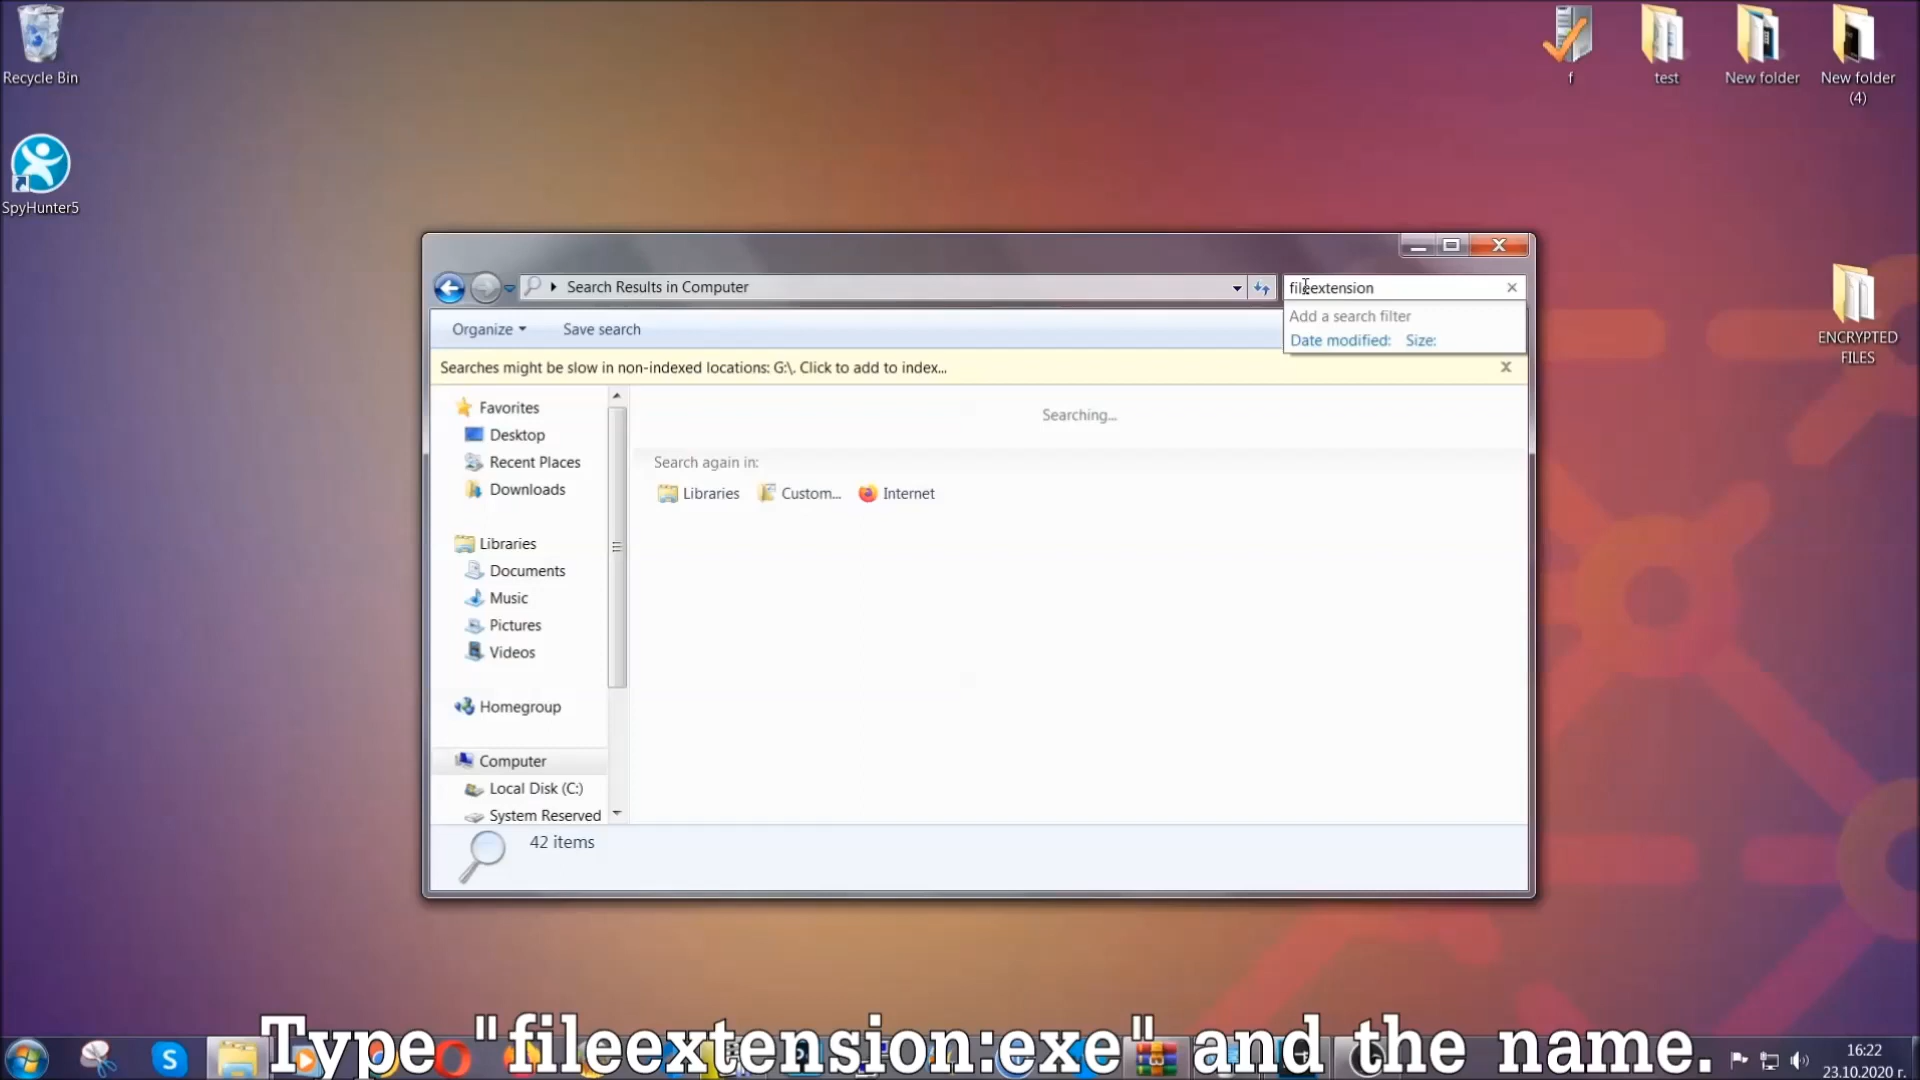 Recycle Bin
f
test
New folder
New folder
(4)
SpyHunter5
ENCRYPTED
FILES
Search Results in Computer
fileextension
Add a search filter
Date modified: Size:
Organize
Save search
Searches might be slow in non-indexed locations: G:\. Click to add to index...
Favorites
Desktop
Recent Places
Downloads
Libraries
Documents
Music
Pictures
Videos
Homegroup
Computer
Local Disk (C:)
System Reserved
Searching...
Search again in:
Libraries
Custom...
Internet
42 items
Type "fileextension:exe" and the name.
16:22
23.10.2020 г.